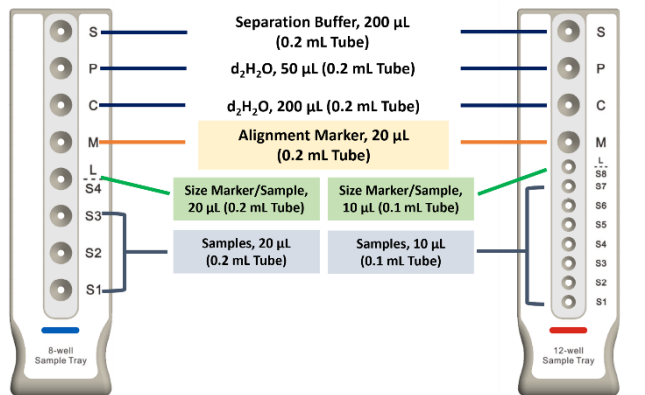 Separation Buffer, 200 µL
(0.2 mL Tube)
d₂H₂O, 50 µL (0.2 mL Tube)
d₂H₂O, 200 µL (0.2 mL Tube)
Alignment Marker, 20 µL
(0.2 mL Tube)
Size Marker/Sample,
20 µL (0.2 mL Tube)
Size Marker/Sample,
10 µL (0.1 mL Tube)
Samples, 20 µL
(0.2 mL Tube)
Samples, 10 µL
(0.1 mL Tube)
S
P
C
M
L
S4
S3
S2
S1
8-well
Sample Tray
S
P
C
M
L
S8
S7
S6
S5
S4
S3
S2
S1
12-well
Sample Tray